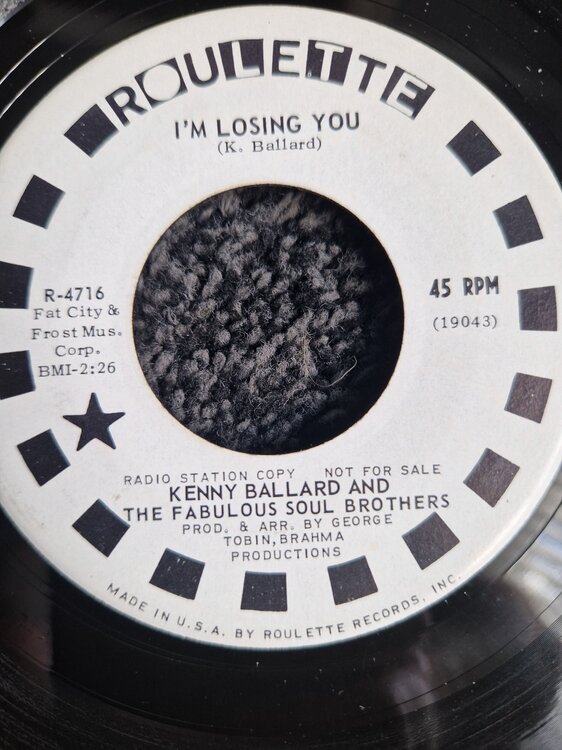 ROULETTE
I'M LOSING YOU
(K. Ballard)
R-4716
Fat City &
Frost Mus.
Corp.
BMI-2:26
45 RPM
(19043)
RADIO STATION COPY NOT FOR SALE
KENNY BALLARD AND
THE FABULOUS SOUL BROTHERS
PROD. & ARR. BY GEORGE
TOBIN, BRAHMA
PRODUCTIONS
MADE IN U.S.A. BY ROULETTE RECORDS, INC.